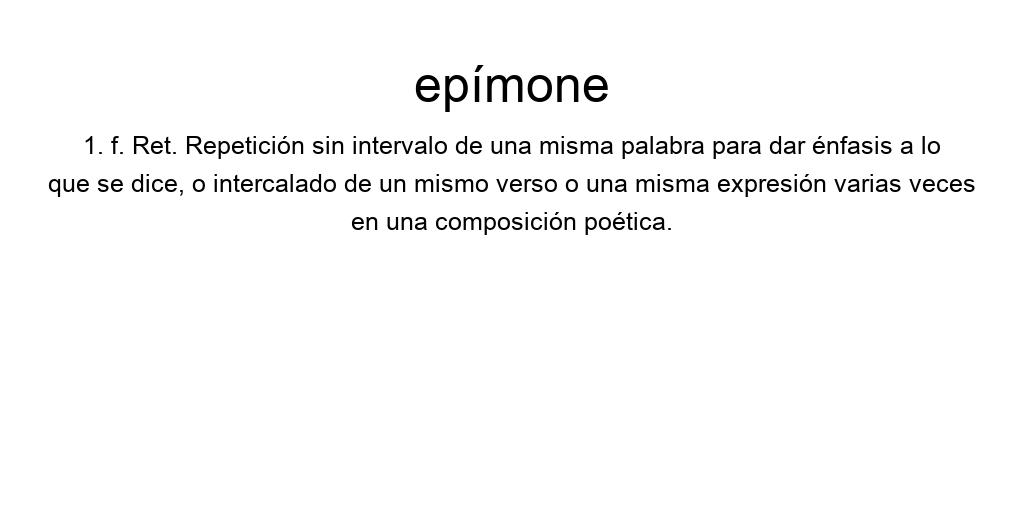 epímone
1. f. Ret. Repetición sin intervalo de una misma palabra para dar énfasis a lo
que se dice, o intercalado de un mismo verso o una misma expresión varias veces
en una composición poética.